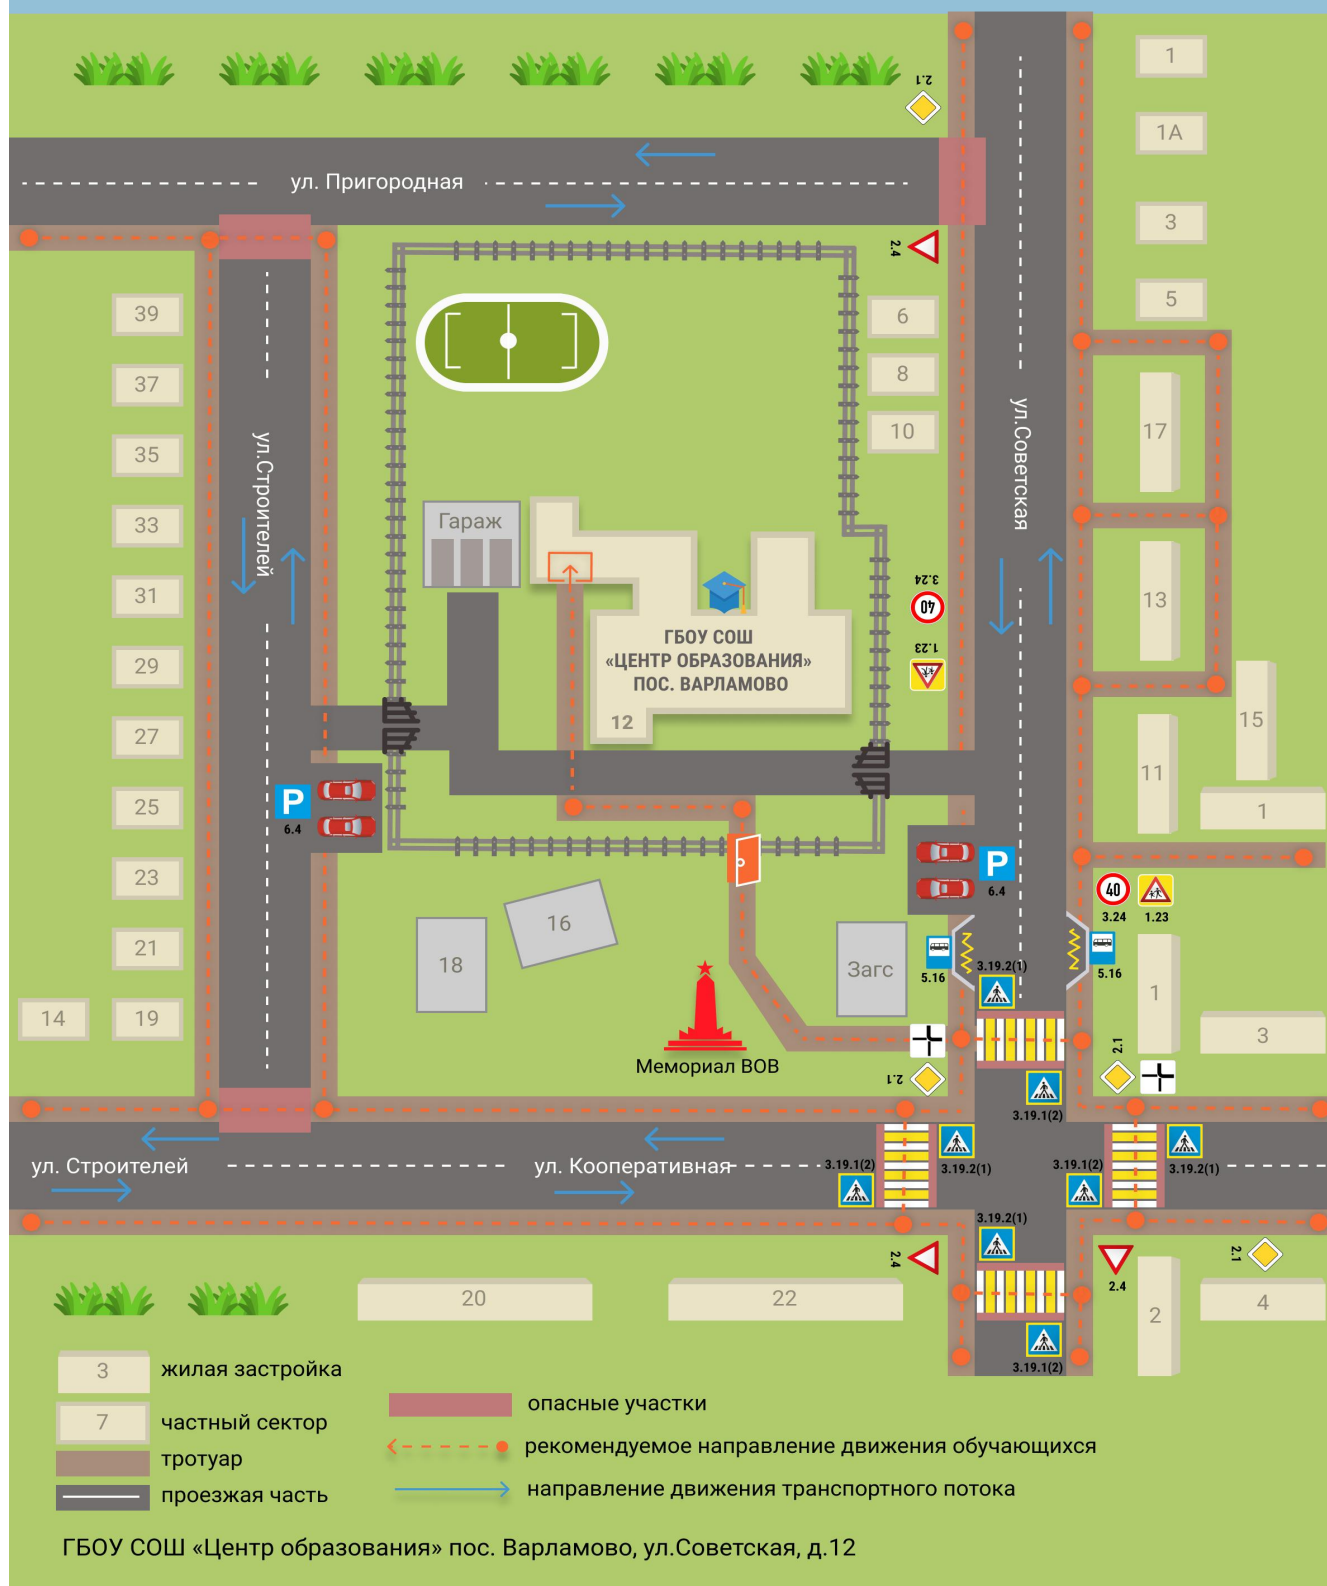 1
2.1
1А
ул. Пригородная
3
2.4
5
39
6
37
8
17
10
35
ул.Строителей
ул.Советская
33
Гараж
31
3.24
40
13
ГБОУ СОШ
«ЦЕНТР ОБРАЗОВАНИЯ»
ПОС. ВАРЛАМОВО
1.23
29
12
15
27
11
P
6.4
25
1
P
6.4
23
40
3.24
1.23
16
21
18
Загс
5.16
3.19.2(1)
5.16
1
14
19
3
Мемориал ВОВ
2.1
2.1
3.19.1(2)
ул. Строителей
ул. Кооперативная
3.19.1(2)
3.19.2(1)
3.19.1(2)
3.19.2(1)
3.19.2(1)
2.4
2.4
2.1
20
22
2
4
3.19.1(2)
3
жилая застройка
7
частный сектор
тротуар
проезжая часть
опасные участки
рекомендуемое направление движения обучающихся
направление движения транспортного потока
ГБОУ СОШ «Центр образования» пос. Варламово, ул.Советская, д.12